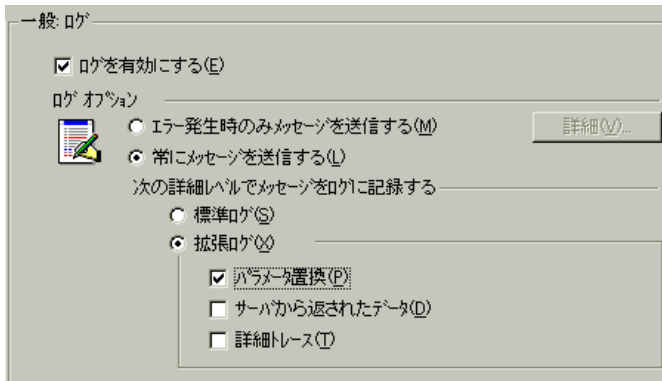 一般: ログ
ログを有効にする(E)
ログ オプション
エラー発生時のみメッセージを送信する(M)
詳細(V)...
常にメッセージを送信する(L)
次の詳細レベルでメッセージをログに記録する
標準ログ(S)
拡張ログ(X)
パラメータ置換(P)
サーバから返されたデータ(D)
詳細トレース(T)